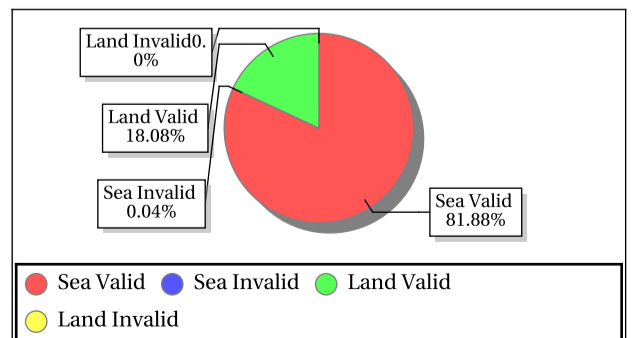 Land Invalid0.
0%
Land Valid
18.08%
Sea Invalid
0.04%
Sea Valid
81.88%
Sea Valid Sea Invalid Land Valid
Land Invalid